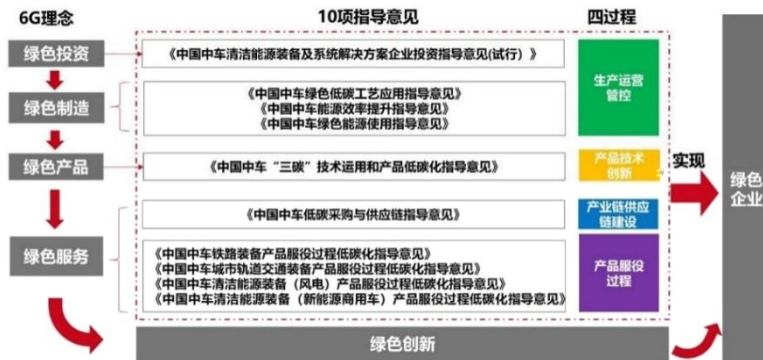 6G理念
10项指导意见
四过程
绿色投资
《中国中车清洁能源装备及系统解决方案企业投资指导意见(试行）》
生产运营
管控
绿色制造
《中国中车绿色低碳工艺应用指导意见》
《中国中车能源效率提升指导意见》
《中国中车绿色能源使用指导意见》
绿色产品
《中国中车“三碳”技术运用和产品低碳化指导意见》
产品技术
创新
实现
绿色
企业
绿色服务
《中国中车低碳采购与供应链指导意见》
产业链供应
链建设
《中国中车铁路装备产品服役过程低碳化指导意见》
《中国中车城市轨道交通装备产品服役过程低碳化指导意见》
《中国中车清洁能源装备（风电）产品服役过程低碳化指导意见》
《中国中车清洁能源装备（新能源商用车）产品服役过程低碳化指导意见》
产品服役
过程
绿色创新